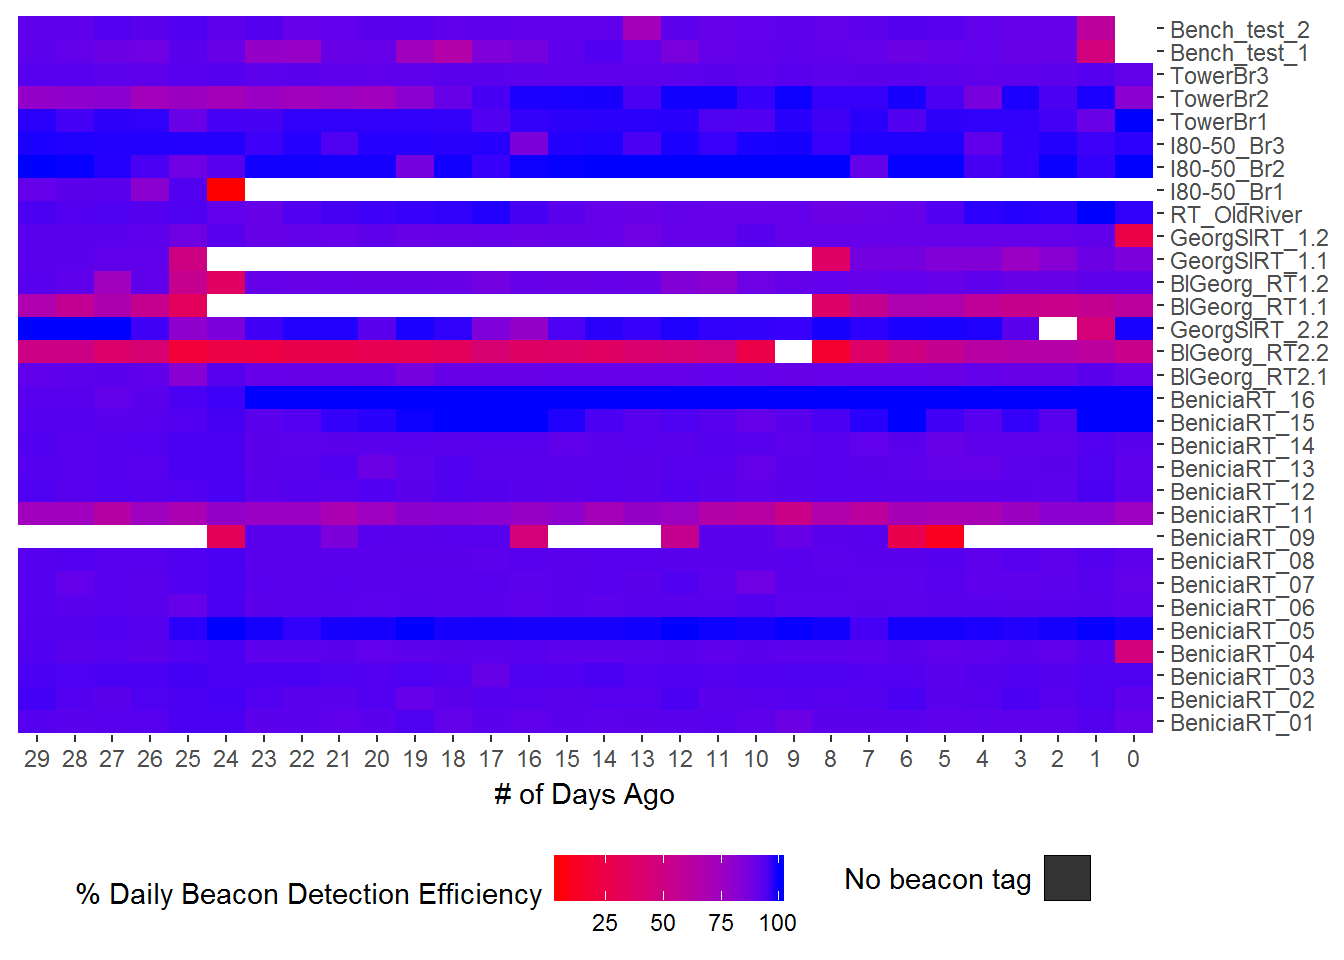 Bench_test_2
Bench_test_1
TowerBr3
TowerBr2
TowerBr1
I80-50_Br3
I80-50_Br2
I80-50_Br1
RT_OldRiver
GeorgSlRT_1.2
GeorgSlRT_1.1
BlGeorg_RT1.2
BlGeorg_RT1.1
GeorgSlRT_2.2
BlGeorg_RT2.2
BlGeorg_RT2.1
BeniciaRT_16
BeniciaRT_15
BeniciaRT_14
BeniciaRT_13
BeniciaRT_12
BeniciaRT_11
BeniciaRT_09
BeniciaRT_08
BeniciaRT_07
BeniciaRT_06
BeniciaRT_05
BeniciaRT_04
BeniciaRT_03
BeniciaRT_02
BeniciaRT_01
29 28 27 26 25 24 23 22 21 20 19 18 17 16 15 14 13 12 11 10 9 8 7 6 5 4 3 2 1 0
# of Days Ago
% Daily Beacon Detection Efficiency
25 50 75 100
No beacon tag